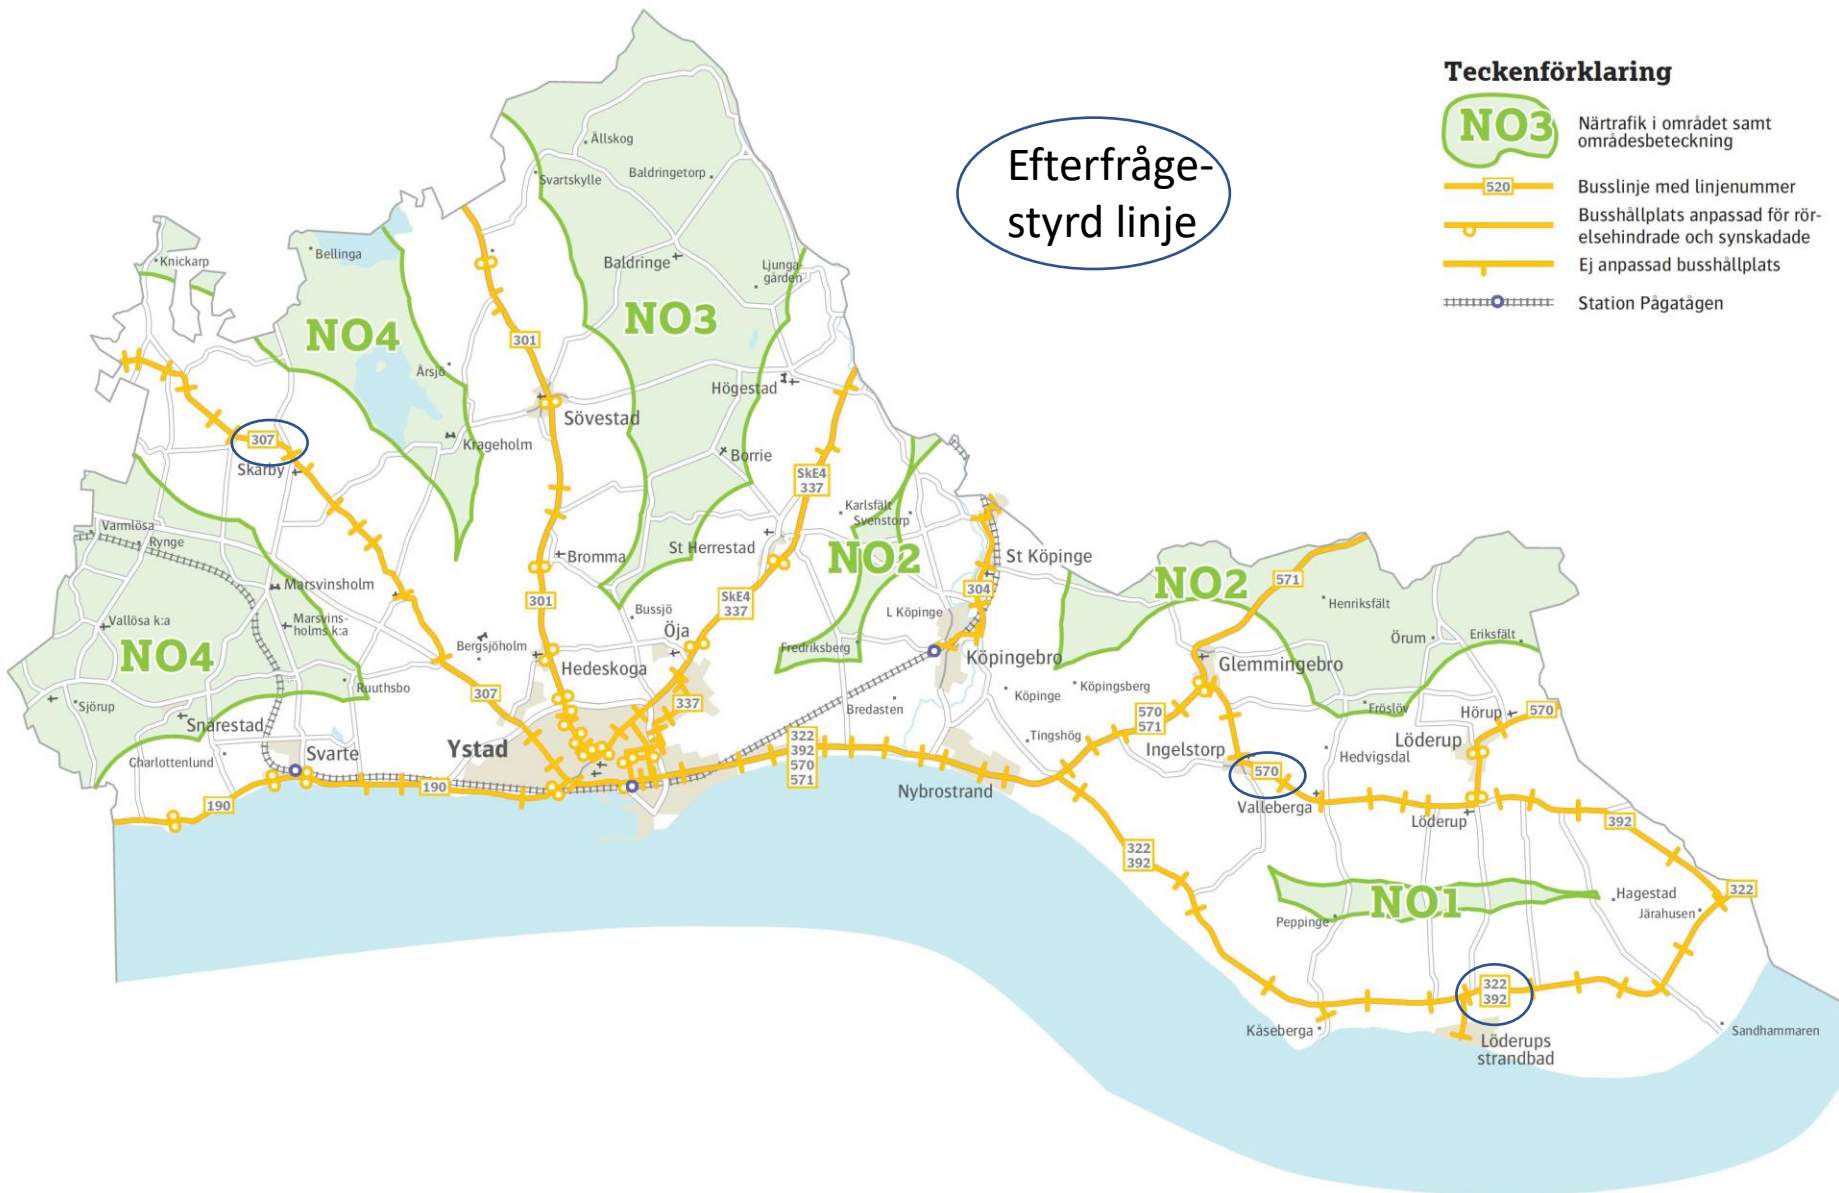 Teckenförklaring
NO3
Närtrafik i området samt
områdesbeteckning
520
Busslinje med linjenummer
Busshållplats anpassad för rör-
elsehindrade och synskadade
Ej anpassad busshållplats
Station Pågatågen
Efterfråge-
styrd linje
Ållskog
Svartskylle
Baldringetorp
Knickarp
Bellinga
Baldringe
Ljunga-
gården
NO4
NO3
301
Årsjö
Högestad
Sövestad
307
Skårby
Krageholm
Borrie
SkE4
337
Karlsfält
Svenstorp
Varmlösa
Rynge
St Herrestad
Bromma
NO2
St Köpinge
304
571
NO2
Marsvinsholm
Marsvins-
holms k:a
Vallösa k:a
301
SkE4
337
Bussjö
L Köpinge
Henriksfält
Örum
Eriksfält
NO4
Bergsjöholm
Öja
Hedeskoga
Fredriksberg
Köpingebro
Glemmingebro
Ruuthsbo
307
337
Köpinge
Köpingsberg
Sjörup
Snårestad
Bredasten
Fröslöv
Hörup
570
570
571
Charlottenlund
Svarte
Ystad
322
392
570
571
Tingshög
Ingelstorp
Hedvigsdal
Löderup
570
190
190
Nybrostrand
Valleberga
Löderup
392
322
392
NO1
Hagestad
322
Peppinge
Järahusen
322
392
Kåseberga
Löderups
strandbad
Sandhammaren